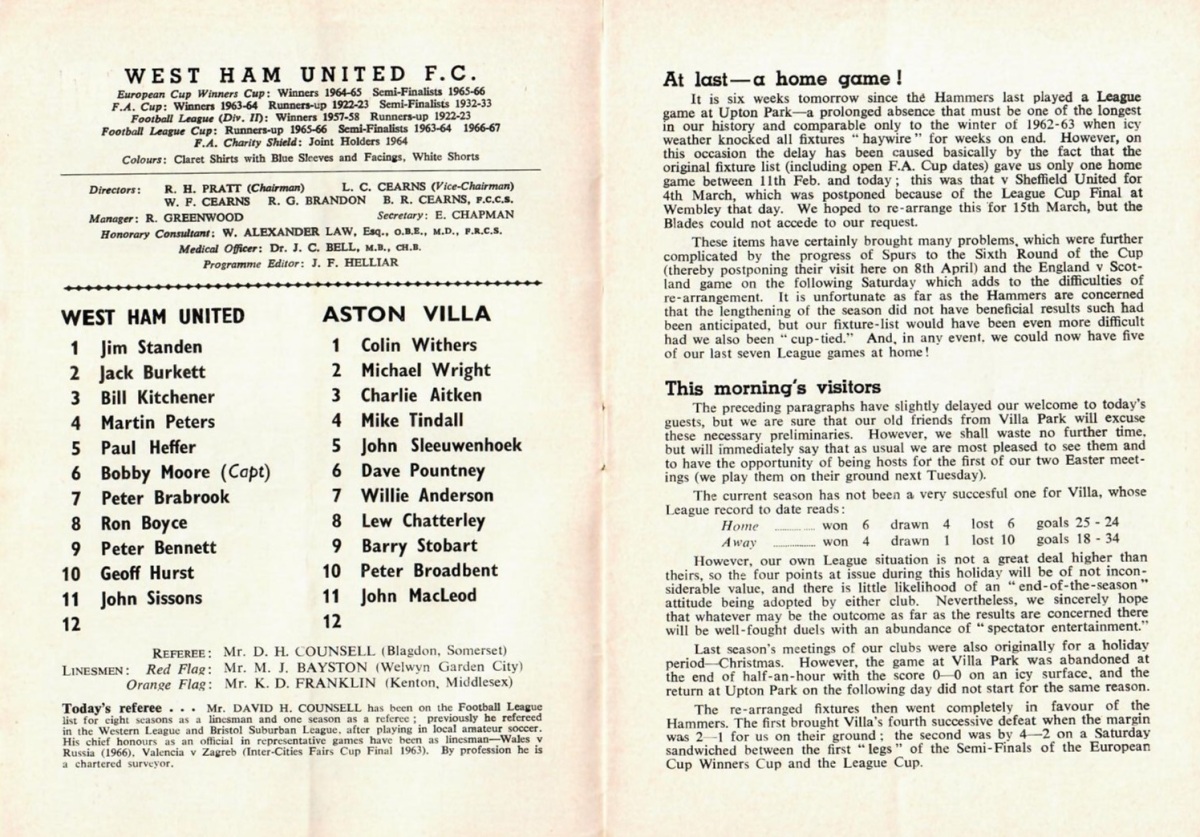 WEST HAM UNITED F.C.
European Cup Winners Cup: Winners 1964-65 Semi-Finalists 1965-66
F.A. Cup: Winners 1963-64 Runners-up 1922-23 Semi-Finalists 1932-33
Football League (Div. II): Winners 1957-58 Runners-up 1922-23
Football League Cup: Runners-up 1965-66 Semi-Finalists 1963-64 1966-67
F.A. Charity Shield: Joint Holders 1964
Colours: Claret Shirts with Blue Sleeves and Facings, White Shorts
Directors: R. H. PRATT (Chairman) L. C. CEARNS (Vice-Chairman)
W. F. CEARNS R. G. BRANDON B. R. CEARNS, F.C.C.S.
Manager: R. GREENWOOD Secretary: E. CHAPMAN
Honorary Consultant: W. ALEXANDER LAW, Esq., O.B.E., M.D., F.R.C.S.
Medical Officer: Dr. J. C. BELL, M.B., CH.B.
Programme Editor: J. F. HELLIAR
WEST HAM UNITED
1 Jim Standen
2 Jack Burkett
3 Bill Kitchener
4 Martin Peters
5 Paul Heffer
6 Bobby Moore (Capt)
7 Peter Brabrook
8 Ron Boyce
9 Peter Bennett
10 Geoff Hurst
11 John Sissons
12
ASTON VILLA
1 Colin Withers
2 Michael Wright
3 Charlie Aitken
4 Mike Tindall
5 John Sleeuwenhoek
6 Dave Pountney
7 Willie Anderson
8 Lew Chatterley
9 Barry Stobart
10 Peter Broadbent
11 John MacLeod
12
REFEREE: Mr. D. H. COUNSELL (Blagdon, Somerset)
LINESMEN: Red Flag: Mr. M. J. BAYSTON (Welwyn Garden City)
Orange Flag: Mr. K. D. FRANKLIN (Kenton, Middlesex)
Today's referee . . . Mr. DAVID H. COUNSELL has been on the Football League
list for eight seasons as a linesman and one season as a referee; previously he refereed
in the Western League and Bristol Suburban League, after playing in local amateur soccer.
His chief honours as an official in representative games have been as linesman—Wales v
Russia (1966), Valencia v Zagreb (Inter-Cities Fairs Cup Final 1963). By profession he is
a chartered surveyor.
At last—a home game!
It is six weeks tomorrow since the Hammers last played a League
game at Upton Park—a prolonged absence that must be one of the longest
in our history and comparable only to the winter of 1962-63 when icy
weather knocked all fixtures "haywire" for weeks on end. However, on
this occasion the delay has been caused basically by the fact that the
original fixture list (including open F.A. Cup dates) gave us only one home
game between 11th Feb. and today; this was that v Sheffield United for
4th March, which was postponed because of the League Cup Final at
Wembley that day. We hoped to re-arrange this for 15th March, but the
Blades could not accede to our request.
These items have certainly brought many problems, which were further
complicated by the progress of Spurs to the Sixth Round of the Cup
(thereby postponing their visit here on 8th April) and the England v Scot-
land game on the following Saturday which adds to the difficulties of
re-arrangement. It is unfortunate as far as the Hammers are concerned
that the lengthening of the season did not have beneficial results such had
been anticipated, but our fixture-list would have been even more difficult
had we also been "cup-tied." And, in any event, we could now have five
of our last seven League games at home!
This morning's visitors
The preceding paragraphs have slightly delayed our welcome to today's
guests, but we are sure that our old friends from Villa Park will excuse
these necessary preliminaries. However, we shall waste no further time,
but will immediately say that as usual we are most pleased to see them and
to have the opportunity of being hosts for the first of our two Easter meet-
ings (we play them on their ground next Tuesday).
The current season has not been a very succesful one for Villa, whose
League record to date reads:
Home ............ won 6 drawn 4 lost 6 goals 25 - 24
Away ............ won 4 drawn 1 lost 10 goals 18 - 34
However, our own League situation is not a great deal higher than
theirs, so the four points at issue during this holiday will be of not incon-
siderable value, and there is little likelihood of an "end-of-the-season"
attitude being adopted by either club. Nevertheless, we sincerely hope
that whatever may be the outcome as far as the results are concerned there
will be well-fought duels with an abundance of "spectator entertainment."
Last season's meetings of our clubs were also originally for a holiday
period—Christmas. However, the game at Villa Park was abandoned at
the end of half-an-hour with the score 0—0 on an icy surface, and the
return at Upton Park on the following day did not start for the same reason.
The re-arranged fixtures then went completely in favour of the
Hammers. The first brought Villa's fourth successive defeat when the margin
was 2—1 for us on their ground; the second was by 4—2 on a Saturday
sandwiched between the first "legs" of the Semi-Finals of the European
Cup Winners Cup and the League Cup.